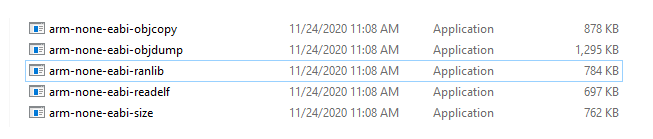 arm-none-eabi-objcopy 11/24/2020 11:08 AM Application 878 KB
arm-none-eabi-objdump 11/24/2020 11:08 AM Application 1,295 KB
arm-none-eabi-ranlib 11/24/2020 11:08 AM Application 784 KB
arm-none-eabi-readelf 11/24/2020 11:08 AM Application 697 KB
arm-none-eabi-size 11/24/2020 11:08 AM Application 762 KB